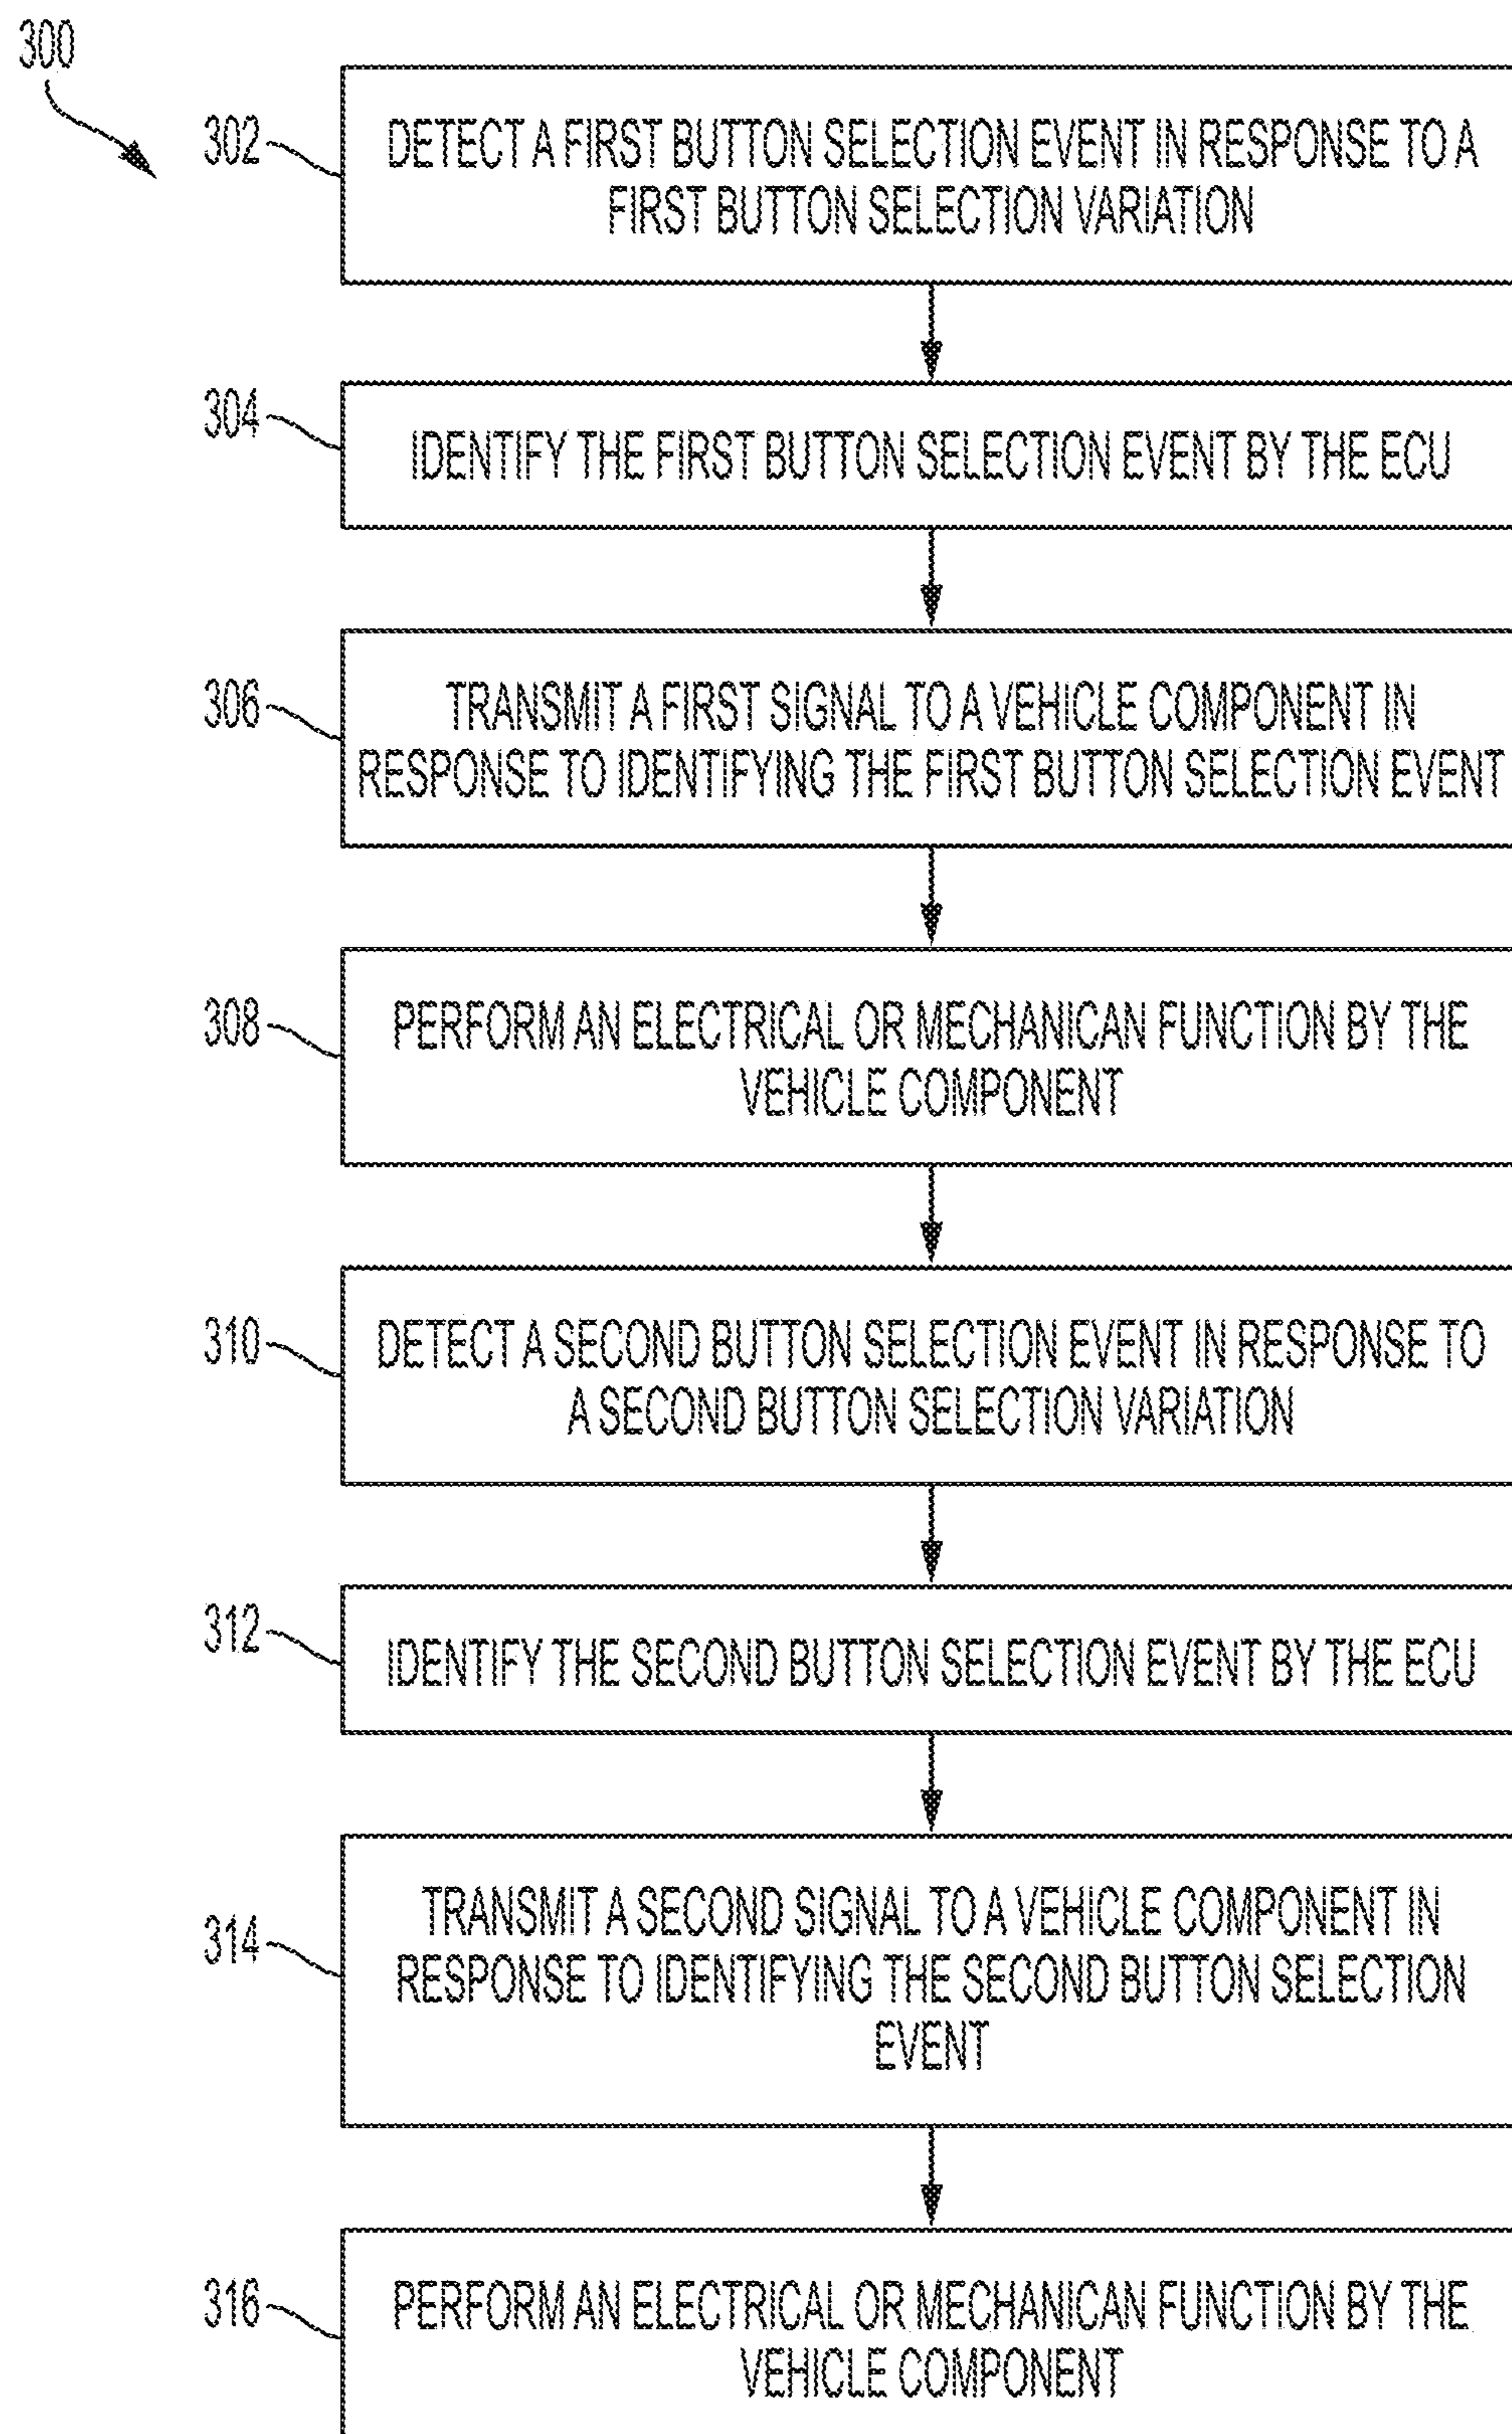 300
302
DETECT A FIRST BUTTON SELECTION EVENT IN RESPONSE TO A
FIRST BUTTON SELECTION VARIATION
304
IDENTIFY THE FIRST BUTTON SELECTION EVENT BY THE ECU
306
TRANSMIT A FIRST SIGNAL TO A VEHICLE COMPONENT IN
RESPONSE TO IDENTIFYING THE FIRST BUTTON SELECTION EVENT
308
PERFORM AN ELECTRICAL OR MECHANICAN FUNCTION BY THE
VEHICLE COMPONENT
310
DETECT A SECOND BUTTON SELECTION EVENT IN RESPONSE TO
A SECOND BUTTON SELECTION VARIATION
312
IDENTIFY THE SECOND BUTTON SELECTION EVENT BY THE ECU
314
TRANSMIT A SECOND SIGNAL TO A VEHICLE COMPONENT IN
RESPONSE TO IDENTIFYING THE SECOND BUTTON SELECTION
EVENT
316
PERFORM AN ELECTRICAL OR MECHANICAN FUNCTION BY THE
VEHICLE COMPONENT